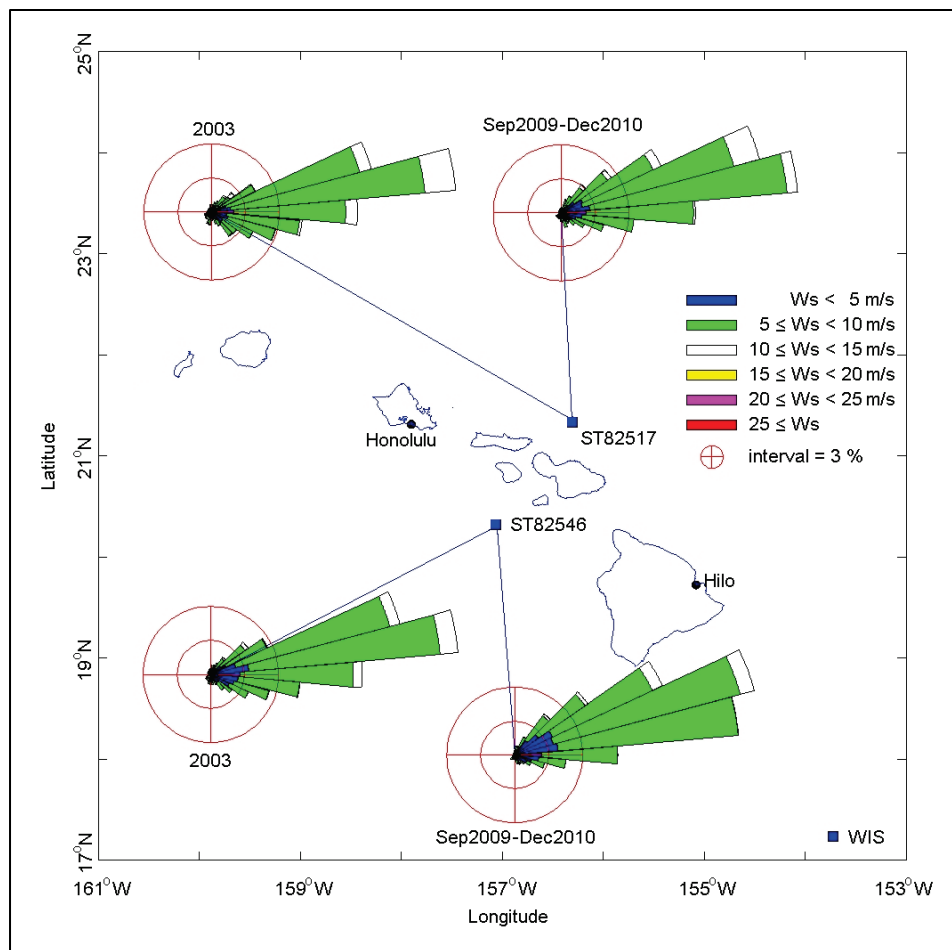 25°N
2003
Sep2009-Dec2010
23°N
Ws < 5 m/s
5 ≤ Ws < 10 m/s
10 ≤ Ws < 15 m/s
15 ≤ Ws < 20 m/s
20 ≤ Ws < 25 m/s
25 ≤ Ws
interval = 3 %
Honolulu
ST82517
Latitude
21°N
ST82546
Hilo
19°N
2003
Sep2009-Dec2010
WIS
17°N
161°W
159°W
157°W
155°W
153°W
Longitude